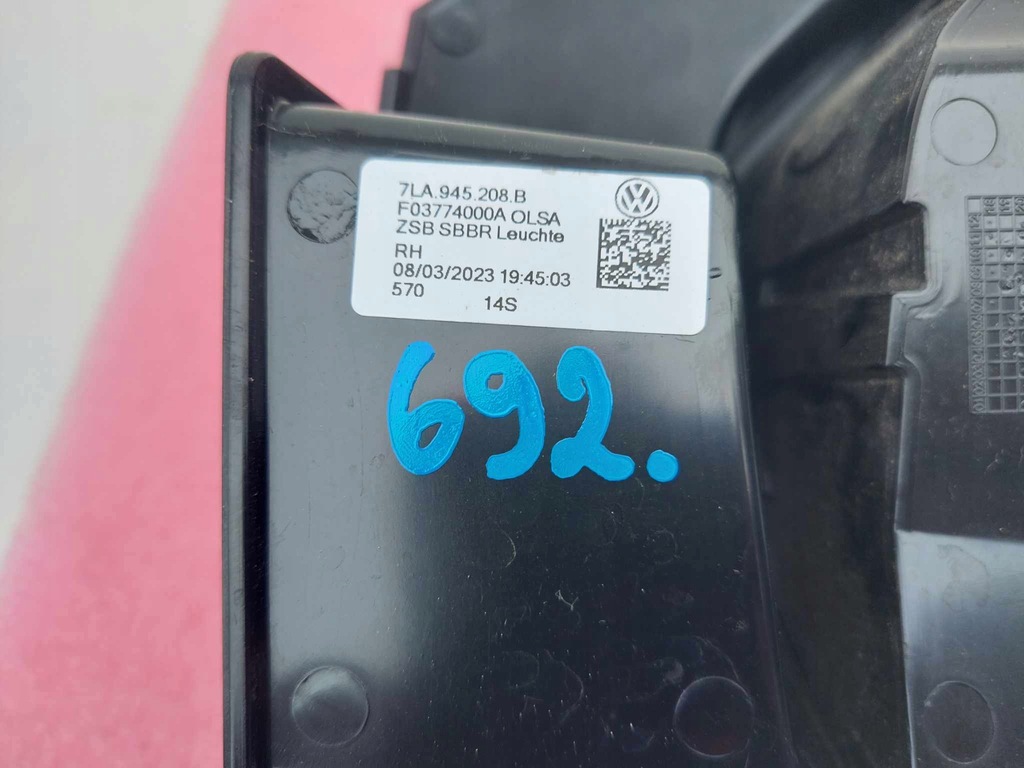 7LA.945.208.B
F03774000A OLSA
ZSB SBBR Leuchte
RH
08/03/2023 19:45:03
570 14S
692.